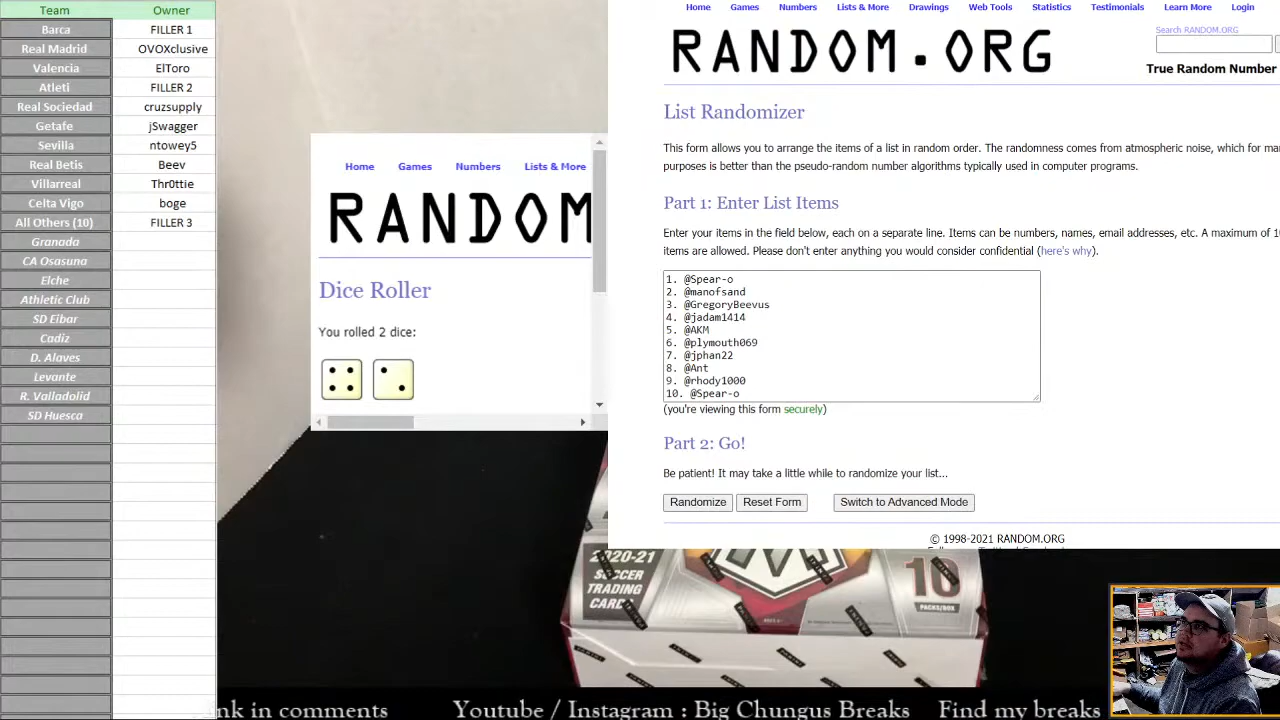 Team Owner
Barca FILLER 1
Real Madrid OVOXclusive
Valencia ElToro
Atleti FILLER 2
Real Sociedad cruzsupply
Getafe jSwagger
Sevilla ntowey5
Real Betis Beev
Villarreal Thr0ttie
Celta Vigo boge
All Others (10) FILLER 3
Granada
CA Osasuna
Elche
Athletic Club
SD Eibar
Cadiz
D. Alaves
Levante
R. Valladolid
SD Huesca
Home Games Numbers Lists & More
RANDOM
Dice Roller
You rolled 2 dice:
Home Games Numbers Lists & More Drawings Web Tools Statistics Testimonials Learn More Login
RANDOM.ORG
Search RANDOM.ORG
True Random Number
List Randomizer
This form allows you to arrange the items of a list in random order. The randomness comes from atmospheric noise, which for ma
purposes is better than the pseudo-random number algorithms typically used in computer programs.
Part 1: Enter List Items
Enter your items in the field below, each on a separate line. Items can be numbers, names, email addresses, etc. A maximum of 10
items are allowed. Please don't enter anything you would consider confidential (here's why).
1. @Spear-o
2. @manofsand
3. @GregoryBeevus
4. @jadam1414
5. @AKM
6. @plymouth069
7. @jphan22
8. @Ant
9. @rhody1000
10. @Spear-o
(you're viewing this form securely)
Part 2: Go!
Be patient! It may take a little while to randomize your list...
Randomize Reset Form Switch to Advanced Mode
© 1998-2021 RANDOM.ORG
2020-21
SOCCER
TRADING
CARDS
10
PACKS/BOX
nk in comments Youtube / Instagram : Big Chungus Breaks Find my breaks